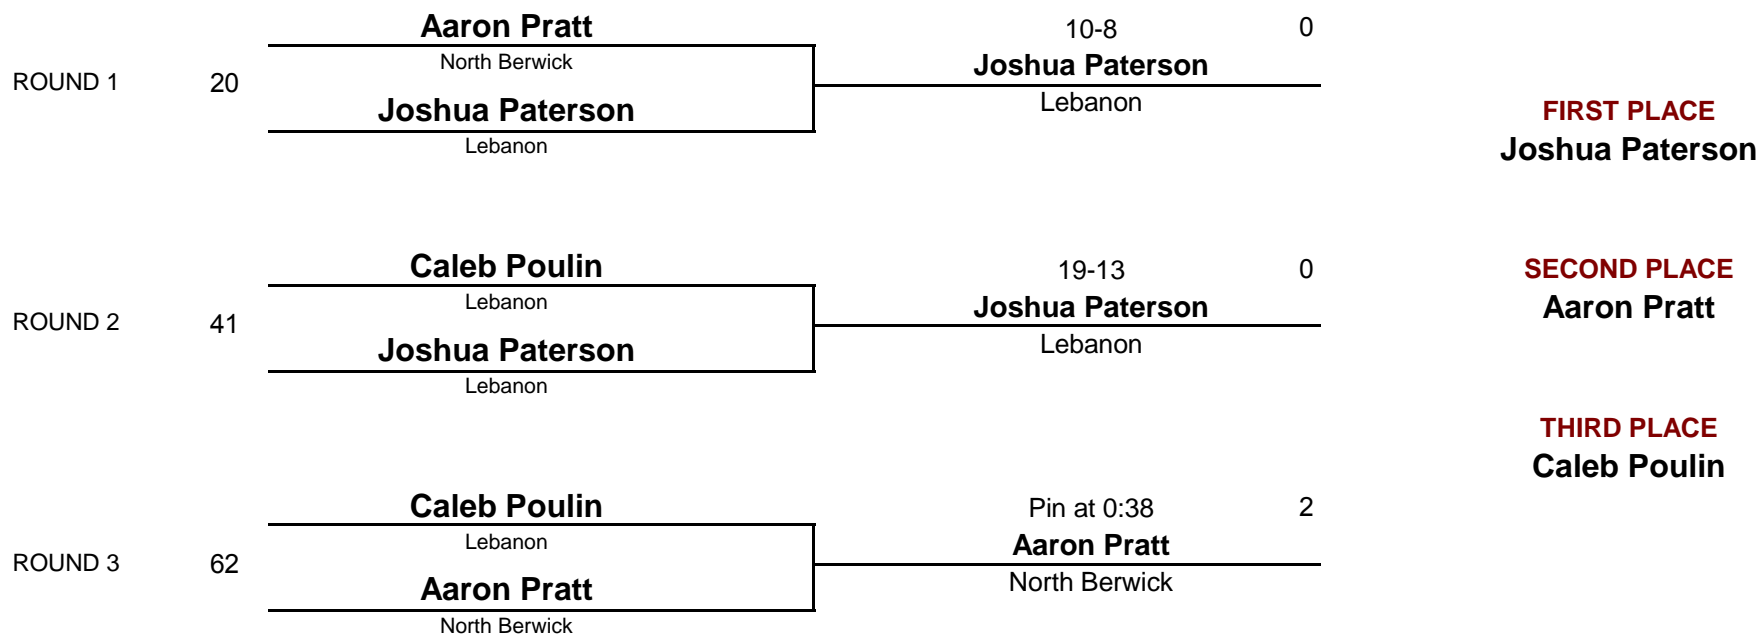 Aaron Pratt
North Berwick
ROUND 1
20
Joshua Paterson
Lebanon
10-8
0
Joshua Paterson
Lebanon
FIRST PLACE
Joshua Paterson
Caleb Poulin
Lebanon
ROUND 2
41
Joshua Paterson
Lebanon
19-13
0
Joshua Paterson
Lebanon
SECOND PLACE
Aaron Pratt
THIRD PLACE
Caleb Poulin
Caleb Poulin
Lebanon
ROUND 3
62
Aaron Pratt
North Berwick
Pin at 0:38
2
Aaron Pratt
North Berwick